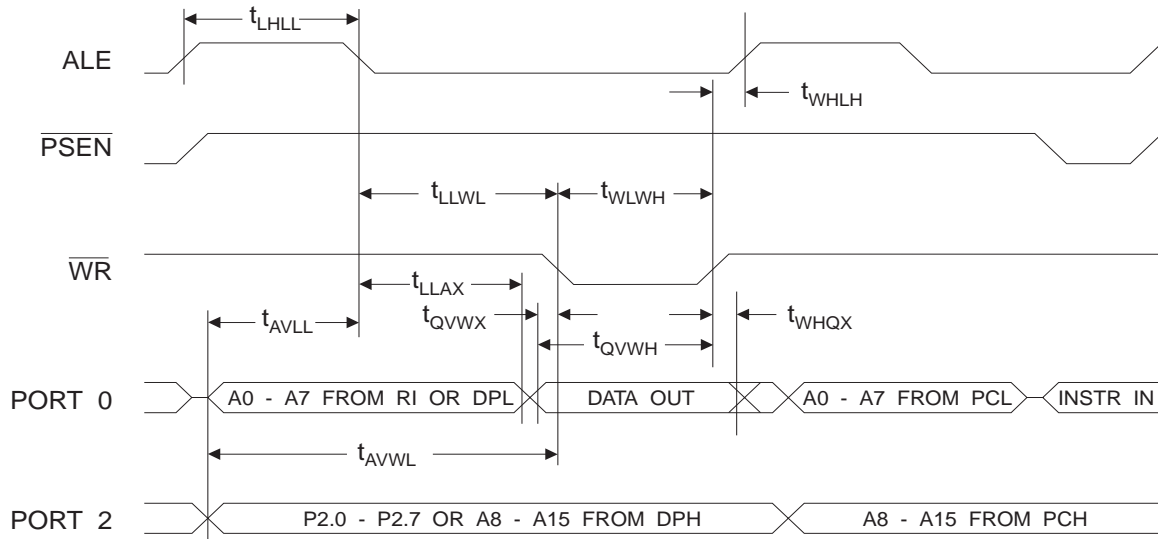 tLHLL
ALE
tWHLH
PSEN
tLLWL
tWLWH
WR
tLLAX
tQVWX
tWHQX
tAVLL
tQVWH
PORT 0
A0 - A7 FROM RI OR DPL
DATA OUT
A0 - A7 FROM PCL
INSTR IN
tAVWL
PORT 2
P2.0 - P2.7 OR A8 - A15 FROM DPH
A8 - A15 FROM PCH